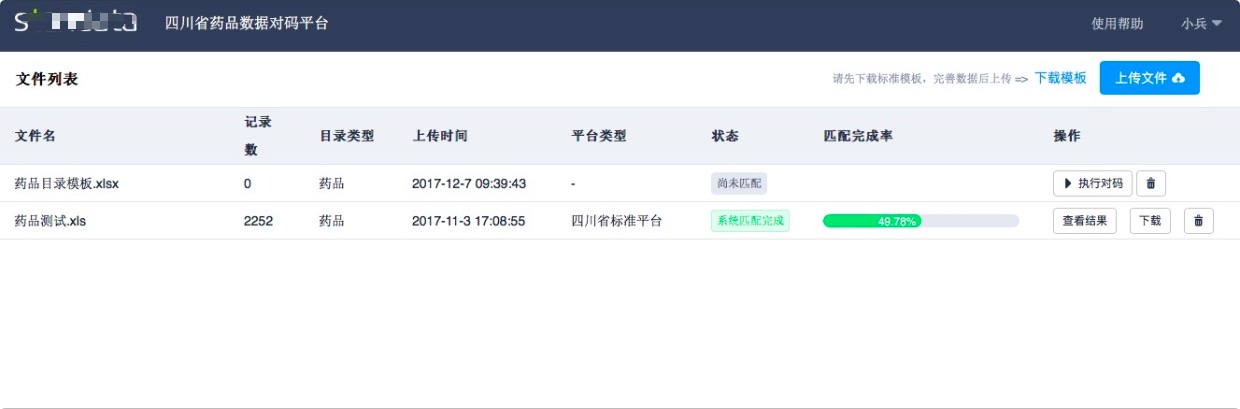 四川省药品数据对码平台 使用帮助 小兵
文件列表 请先下载标准模板，完善数据后上传 => 下载模板 上传文件
文件名 记录数 目录类型 上传时间 平台类型 状态 匹配完成率 操作
药品目录模板.xlsx 0 药品 2017-12-7 09:39:43 - 尚未匹配 执行对码
药品测试.xls 2252 药品 2017-11-3 17:08:55 四川省标准平台 系统匹配完成 49.78% 查看结果 下载